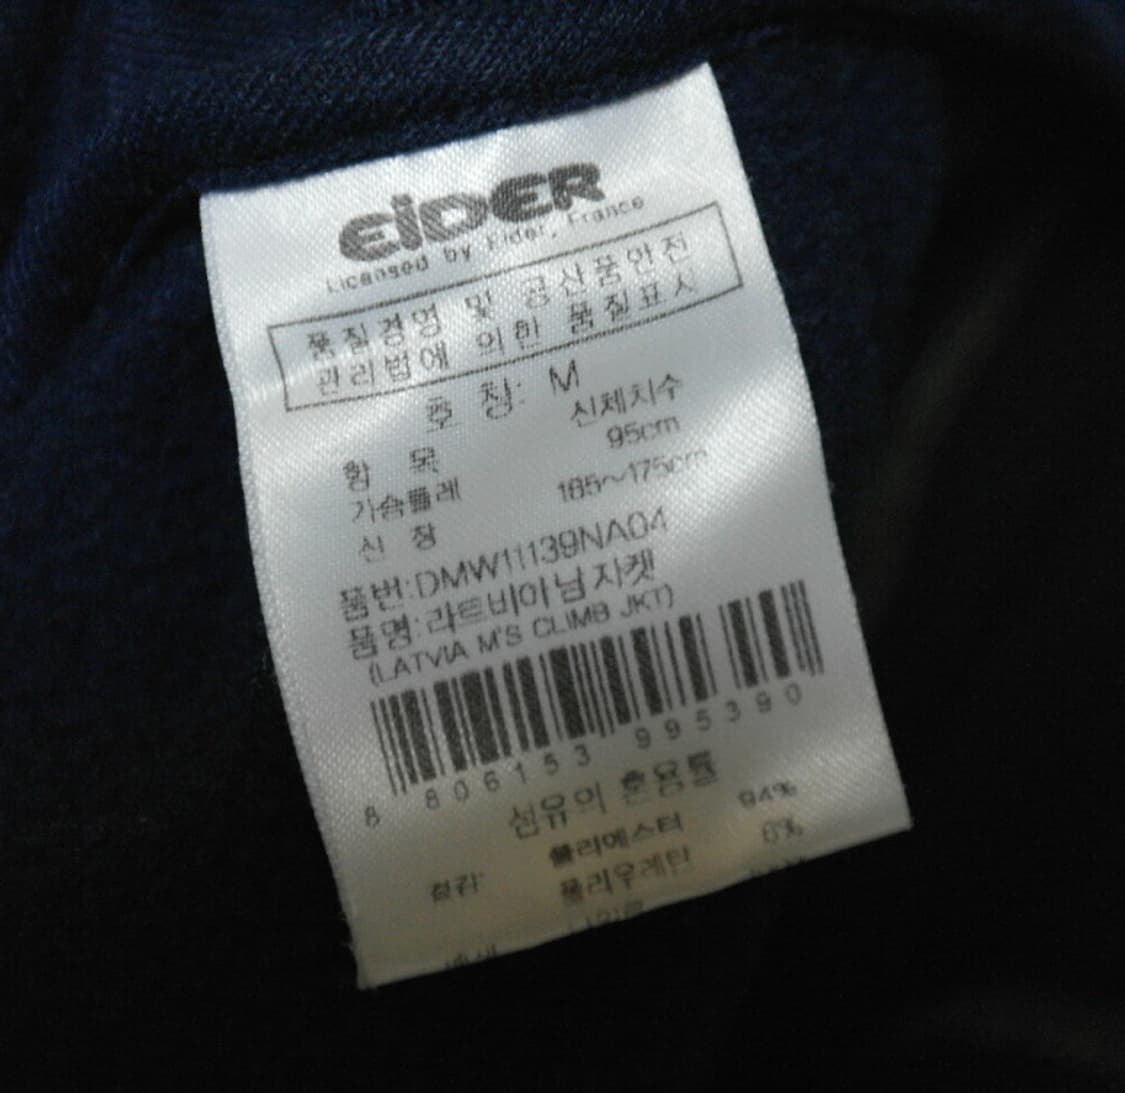 EIDER
Licensed by Eider, France
품질경영 및 공산품안전
관리법에 의한 품질표시
호 칭: M
항 목 신체치수
가슴둘레 95cm
신 장 165~175cm
품번:DMW11139NA04
품명:라트비아남자켓
(LATVIA M'S CLIMB JKT)
8 806153 995390
섬유의 혼용률
겉감 폴리에스터 94%
폴리우레탄 6%